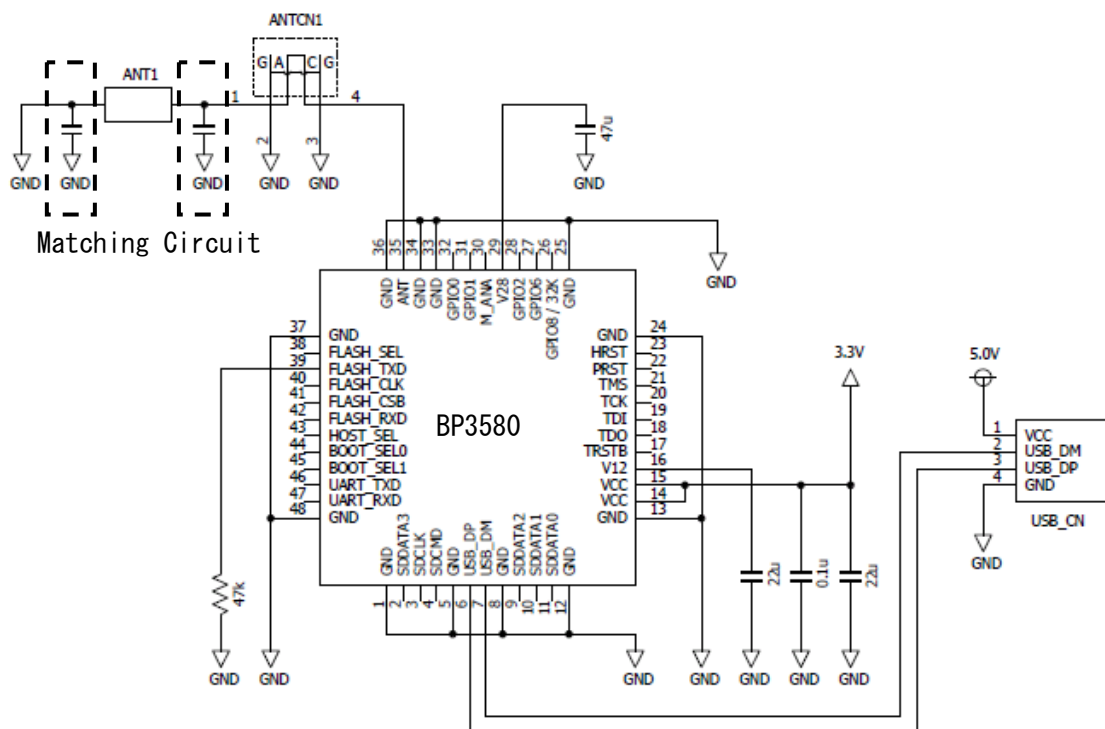 ANTCN1
ANT1
G A C G
1
4
2
3
47u
GND
GND
GND
GND
GND
GND
GND
Matching Circuit
36
35
34
33
32
31
30
29
28
27
26
25
GND
ANT
GND
GND
GPIO0
GPIO1
M_ANA
V28
GPIO2
GPIO6
GPIO8 / 32K
GND
GND
37 GND
38 FLASH_SEL
39 FLASH_TXD
40 FLASH_CLK
41 FLASH_CSB
42 FLASH_RXD
43 HOST_SEL
44 BOOT_SEL0
45 BOOT_SEL1
46 UART_TXD
47 UART_RXD
48 GND
BP3580
GND 24
HRST 23
PRST 22
TMS 21
TCK 20
TDI 19
TDO 18
TRSTB 17
V12 16
VCC 15
VCC 14
GND 13
3.3V
5.0V
1 VCC
2 USB_DM
3 USB_DP
4 GND
USB_CN
GND
GND
SDDATA3
SDCLK
SDCMD
GND
USB_DP
USB_DM
GND
SDDATA2
SDDATA1
SDDATA0
GND
1
2
3
4
5
6
7
8
9
10
11
12
47k
22u
0.1u
22u
GND
GND
GND
GND
GND
GND
GND